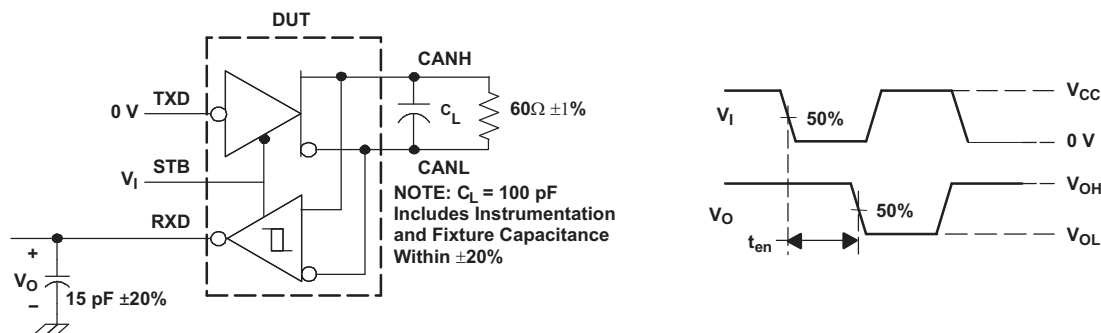 DUT
CANH
TXD
0 V
C_L
60Ω ±1%
STB
V_I
CANL
RXD
NOTE: C_L = 100 pF
Includes Instrumentation
and Fixture Capacitance
Within ±20%
+
V_O
15 pF ±20%
−
V_CC
V_I
50%
0 V
V_OH
V_O
50%
t_en
V_OL